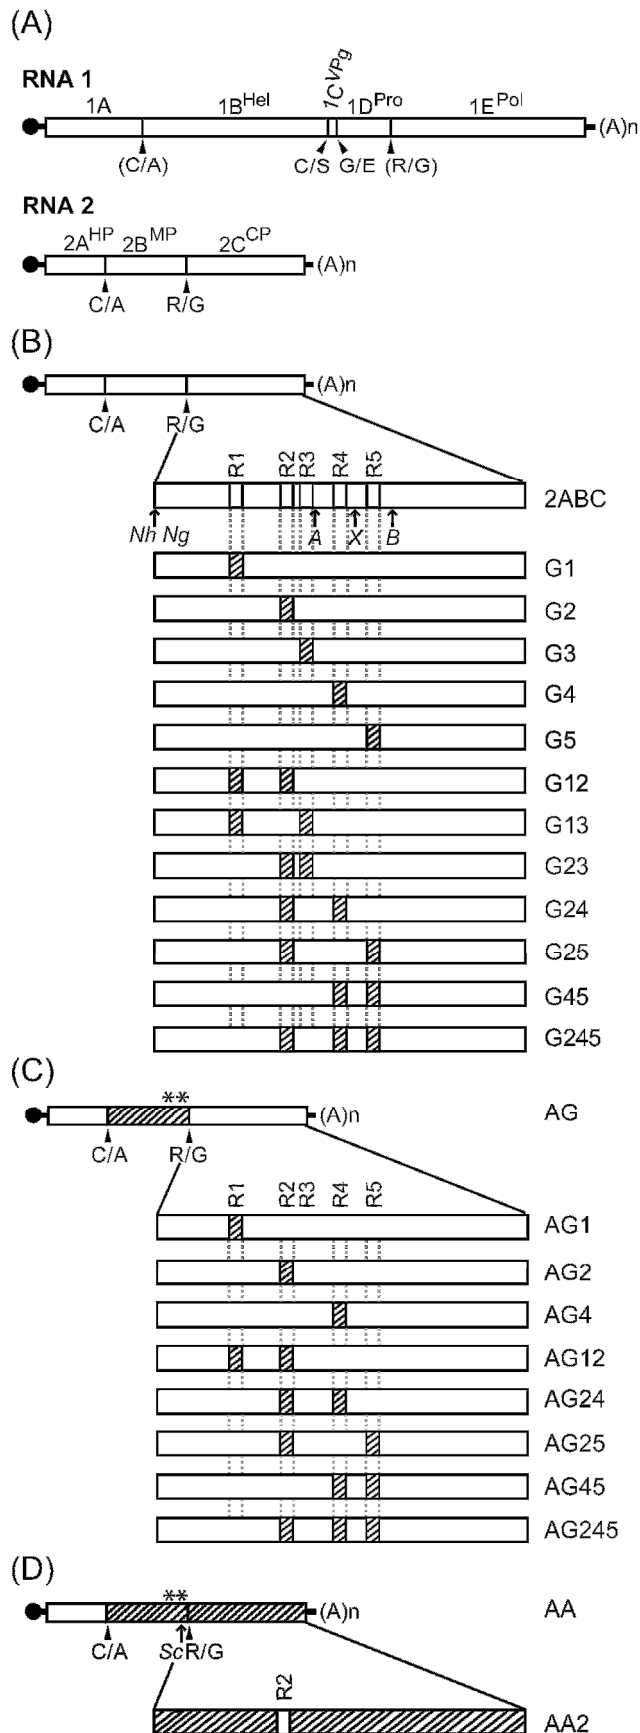 (A)
RNA 1
1A 1B^Hel 1C^VPg 1D^Pro 1E^Pol
(A)n
(C/A) C/S G/E (R/G)
RNA 2
2A^HP 2B^MP 2C^CP
(A)n
C/A R/G
(B)
(A)n
C/A R/G
R1 R2 R3 R4 R5
2ABC
Nh Ng A X B
G1
G2
G3
G4
G5
G12
G13
G23
G24
G25
G45
G245
(C)
**
(A)n AG
C/A R/G
R1 R2 R3 R4 R5
AG1
AG2
AG4
AG12
AG24
AG25
AG45
AG245
(D)
**
(A)n AA
C/A Sc R/G
R2
AA2